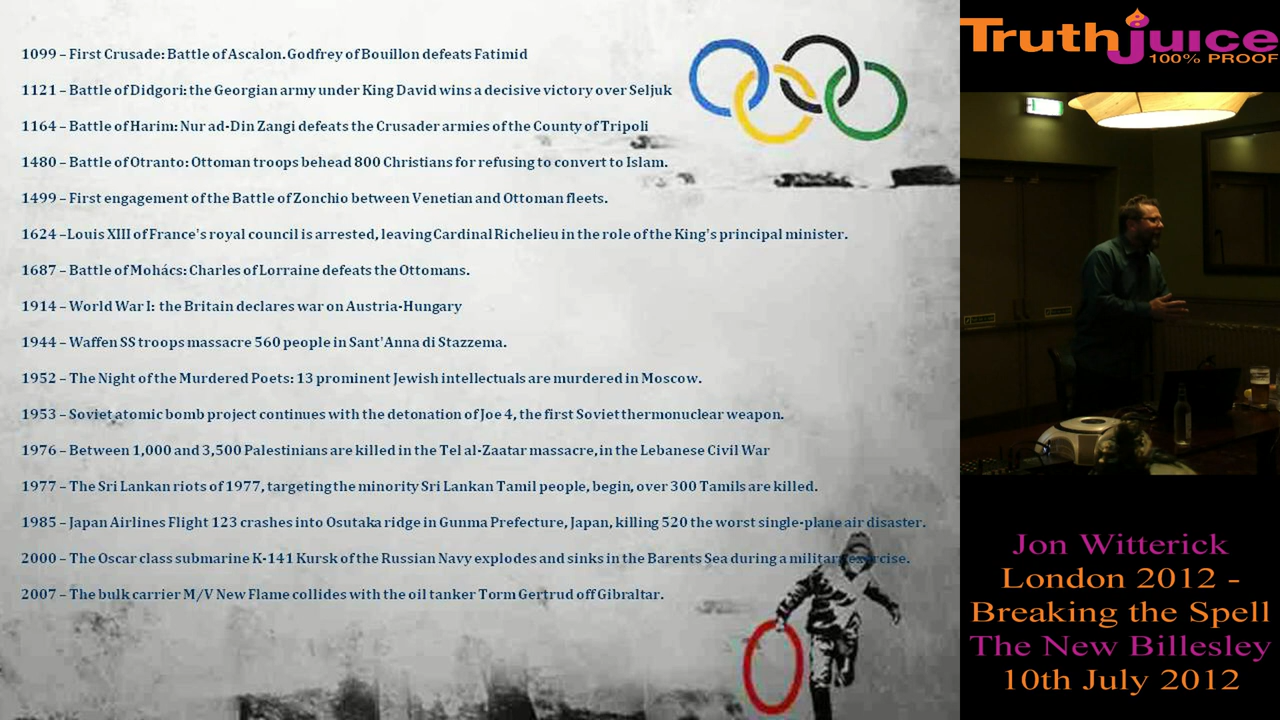 1099 – First Crusade: Battle of Ascalon. Godfrey of Bouillon defeats Fatimid
1121 – Battle of Didgori: the Georgian army under King David wins a decisive victory over Seljuk
1164 – Battle of Harim: Nur ad-Din Zangi defeats the Crusader armies of the County of Tripoli
1480 – Battle of Otranto: Ottoman troops behead 800 Christians for refusing to convert to Islam.
1499 – First engagement of the Battle of Zonchio between Venetian and Ottoman fleets.
1624 –Louis XIII of France's royal council is arrested, leaving Cardinal Richelieu in the role of the King's principal minister.
1687 – Battle of Mohács: Charles of Lorraine defeats the Ottomans.
1914 – World War I: the Britain declares war on Austria-Hungary
1944 – Waffen SS troops massacre 560 people in Sant'Anna di Stazzema.
1952 – The Night of the Murdered Poets: 13 prominent Jewish intellectuals are murdered in Moscow.
1953 – Soviet atomic bomb project continues with the detonation of Joe 4, the first Soviet thermonuclear weapon.
1976 – Between 1,000 and 3,500 Palestinians are killed in the Tel al-Zaatar massacre, in the Lebanese Civil War
1977 – The Sri Lankan riots of 1977, targeting the minority Sri Lankan Tamil people, begin, over 300 Tamils are killed.
1985 – Japan Airlines Flight 123 crashes into Osutaka ridge in Gunma Prefecture, Japan, killing 520 the worst single-plane air disaster.
2000 – The Oscar class submarine K-141 Kursk of the Russian Navy explodes and sinks in the Barents Sea during a military exercise.
2007 – The bulk carrier M/V New Flame collides with the oil tanker Torm Gertrud off Gibraltar.
Truthjuice
100% PROOF
Jon Witterick
London 2012 -
Breaking the Spell
The New Billesley
10th July 2012